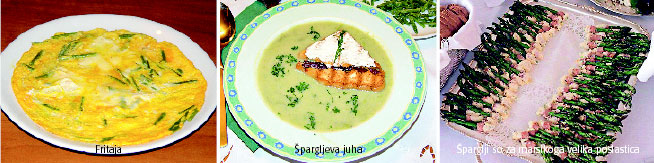 Fritaja
Špargljeva juha
Šparglji so za marsikoga velika poslastica